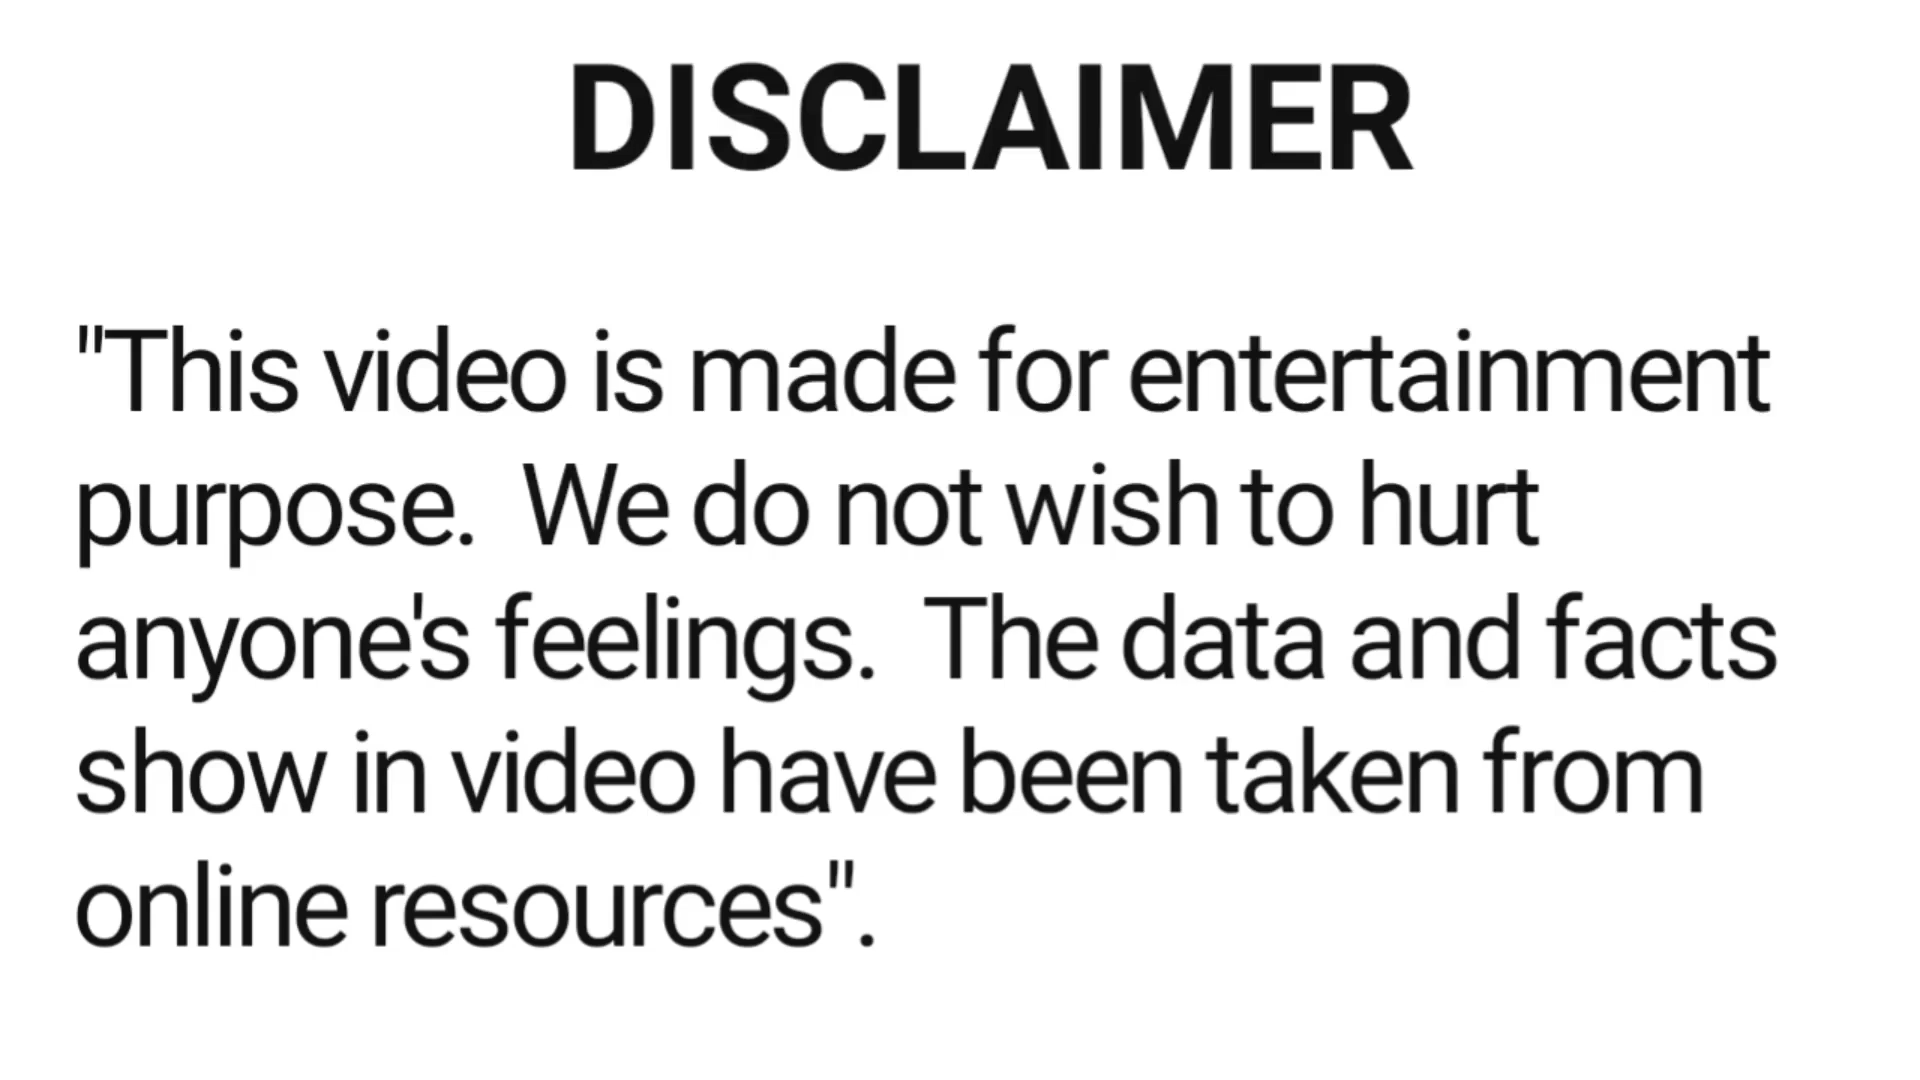 DISCLAIMER
"This video is made for entertainment
purpose.  We do not wish to hurt
anyone's feelings.  The data and facts
show in video have been taken from
online resources".